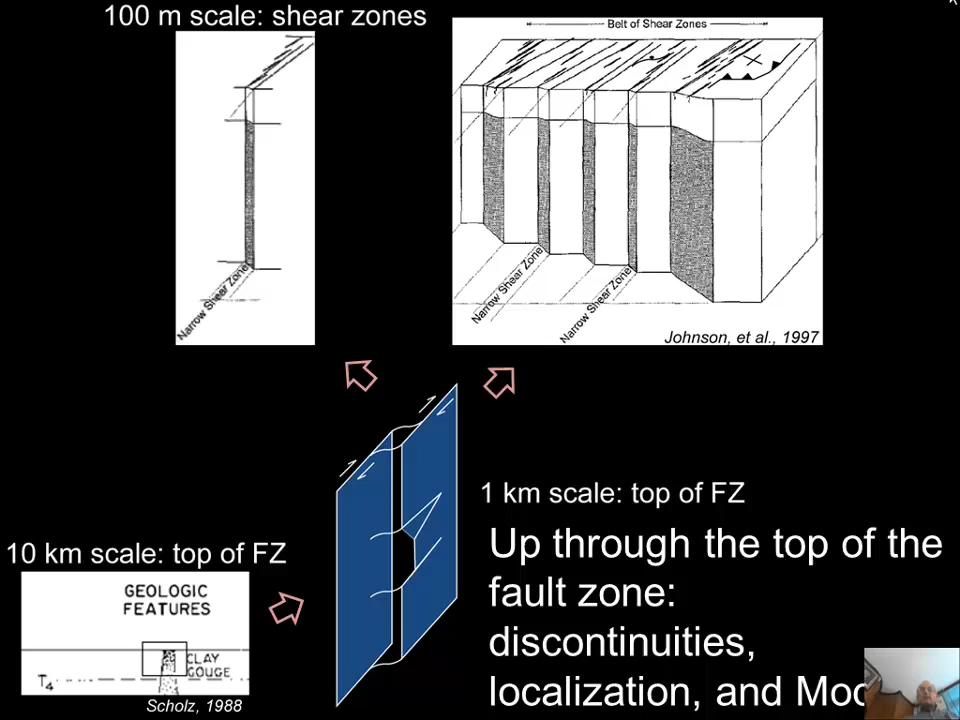 100 m scale: shear zones
Belt of Shear Zones
Narrow Shear Zone
Narrow Shear Zone
Narrow Shear Zone
Johnson, et al., 1997
1 km scale: top of FZ
Up through the top of the
fault zone:
discontinuities,
localization, and
10 km scale: top of FZ
GEOLOGIC
FEATURES
CLAY
GOUGE
T4
Scholz, 1988